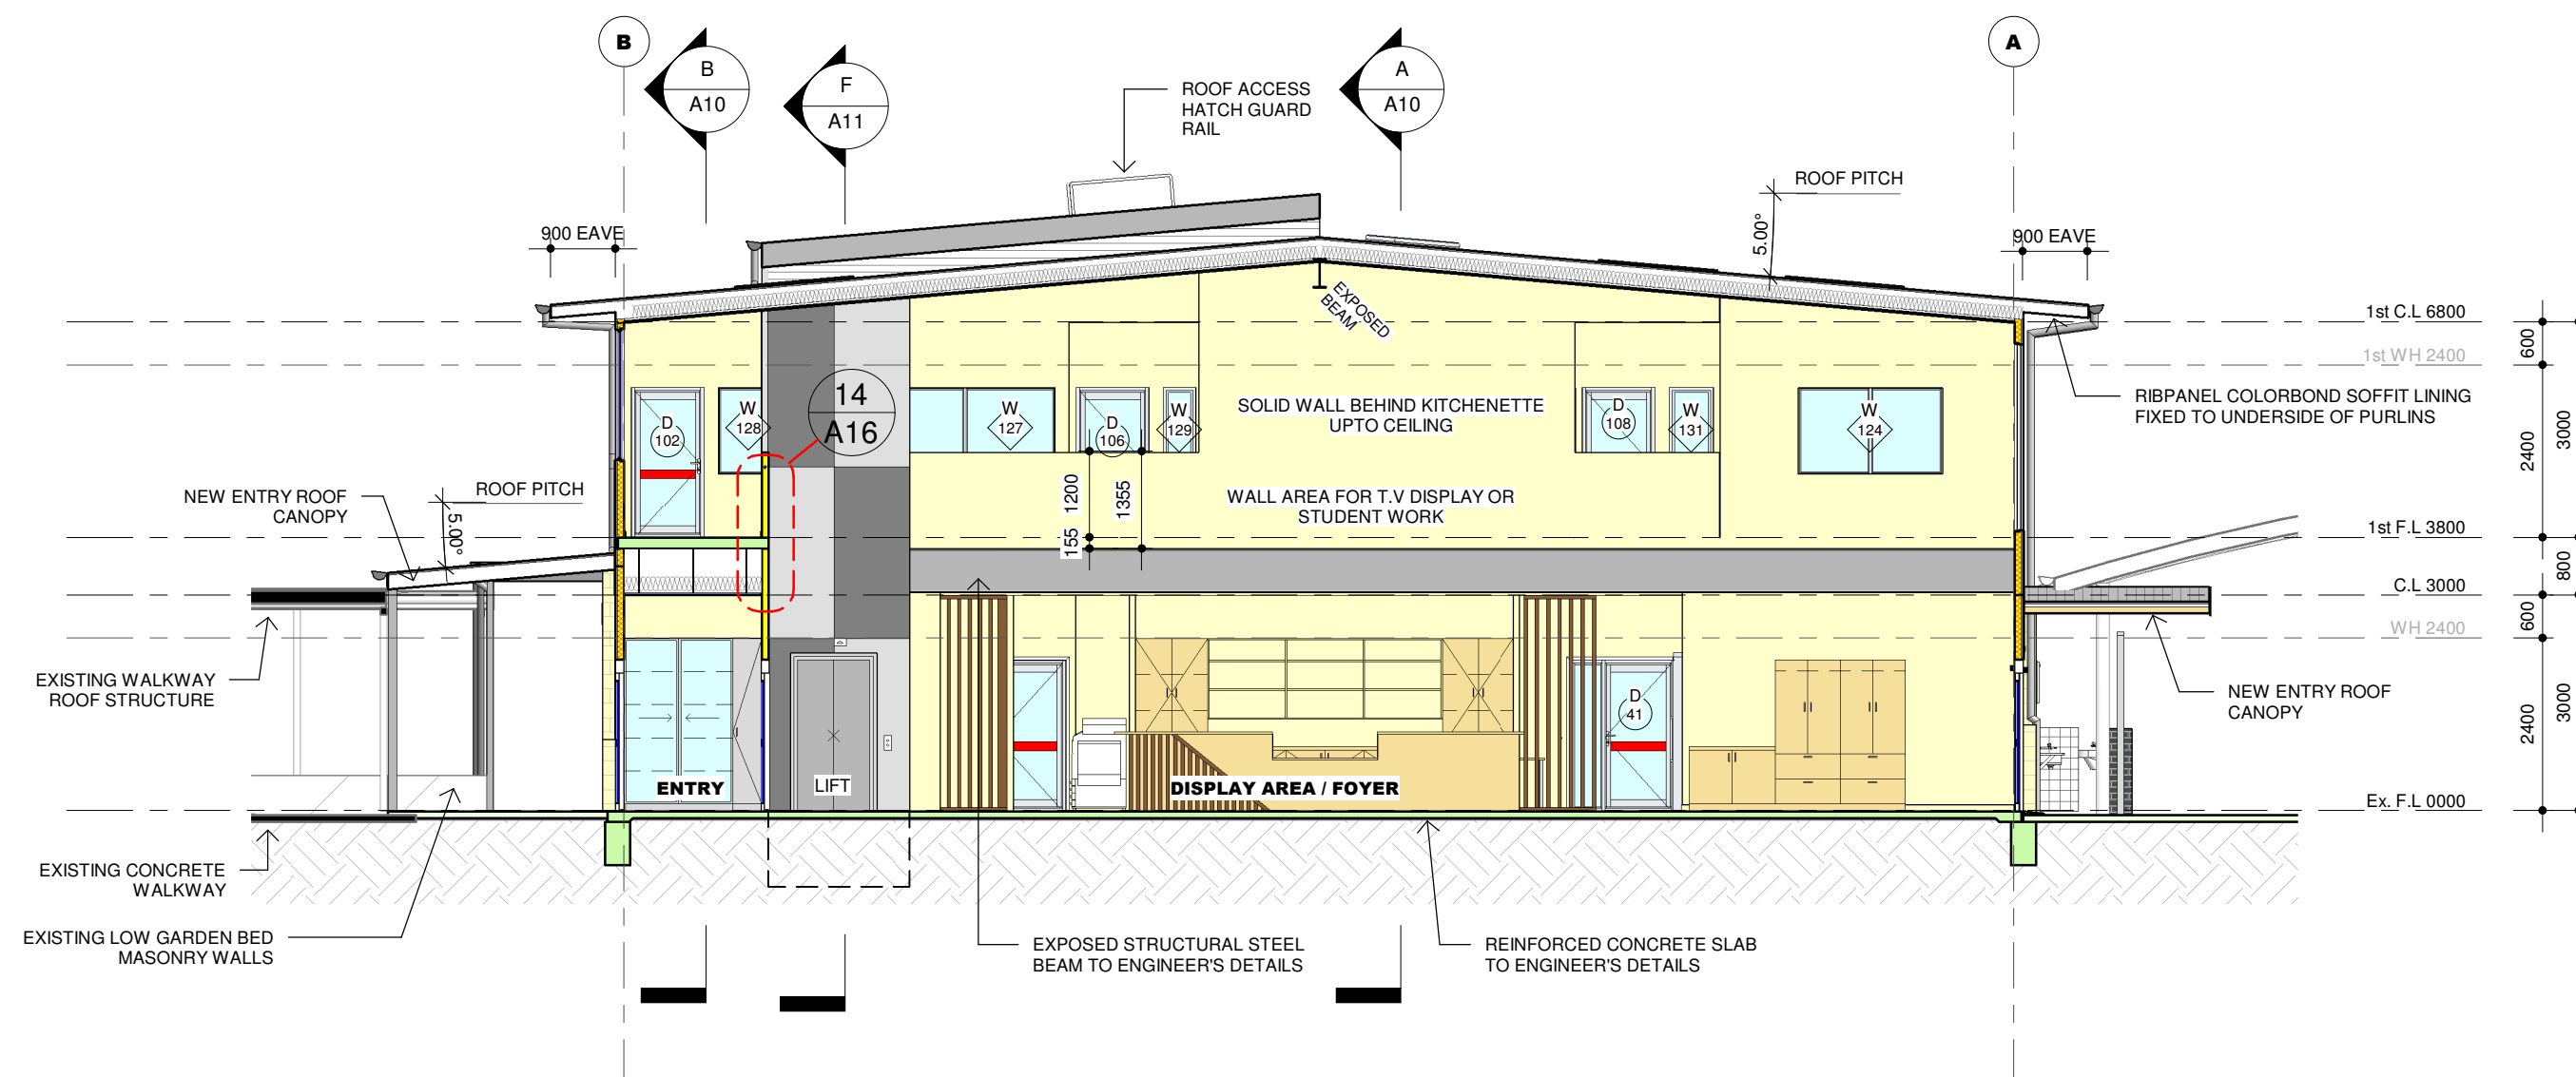 B
B
A10
F
A11
ROOF ACCESS
HATCH GUARD
RAIL
A
A10
A
ROOF PITCH
5.00°
900 EAVE
900 EAVE
EXPOSED
BEAM
1st C.L 6800
600
1st WH 2400
RIBPANEL COLORBOND SOFFIT LINING
FIXED TO UNDERSIDE OF PURLINS
3000
2400
D
102
W
128
14
A16
W
127
D
106
W
129
SOLID WALL BEHIND KITCHENETTE
UPTO CEILING
D
108
W
131
W
124
NEW ENTRY ROOF
CANOPY
ROOF PITCH
5.00°
1200
1355
155
WALL AREA FOR T.V DISPLAY OR
STUDENT WORK
1st F.L 3800
800
C.L 3000
600
WH 2400
EXISTING WALKWAY
ROOF STRUCTURE
NEW ENTRY ROOF
CANOPY
3000
2400
D
41
ENTRY
LIFT
DISPLAY AREA / FOYER
Ex. F.L 0000
EXISTING CONCRETE
WALKWAY
EXISTING LOW GARDEN BED
MASONRY WALLS
EXPOSED STRUCTURAL STEEL
BEAM TO ENGINEER'S DETAILS
REINFORCED CONCRETE SLAB
TO ENGINEER'S DETAILS